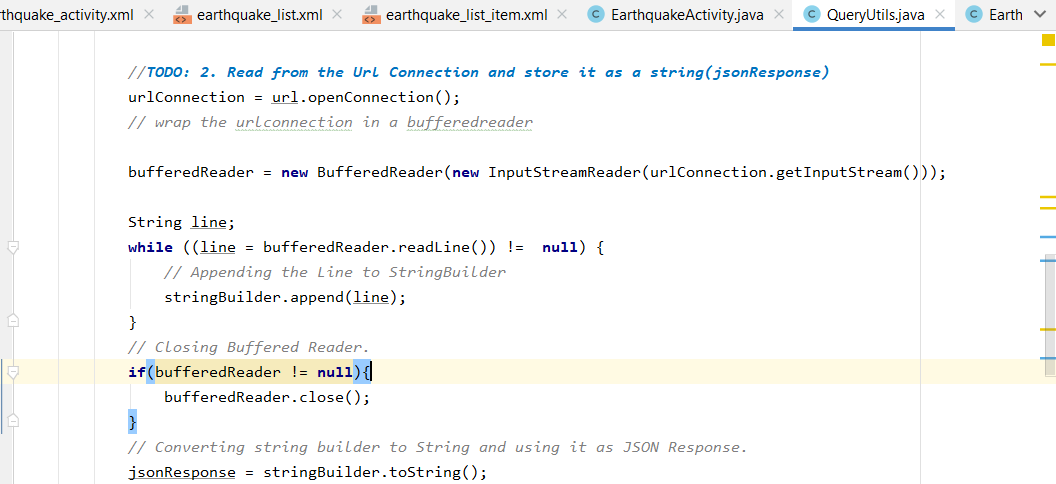 rthquake_activity.xml earthquake_list.xml earthquake_list_item.xml EarthquakeActivity.java QueryUtils.java Earth
//TODO: 2. Read from the Url Connection and store it as a string(jsonResponse)
urlConnection = url.openConnection();
// wrap the urlconnection in a bufferedreader
bufferedReader = new BufferedReader(new InputStreamReader(urlConnection.getInputStream()));
String line;
while ((line = bufferedReader.readLine()) !=  null) {
// Appending the Line to StringBuilder
stringBuilder.append(line);
}
// Closing Buffered Reader.
if(bufferedReader != null){
bufferedReader.close();
}
// Converting string builder to String and using it as JSON Response.
jsonResponse = stringBuilder.toString();